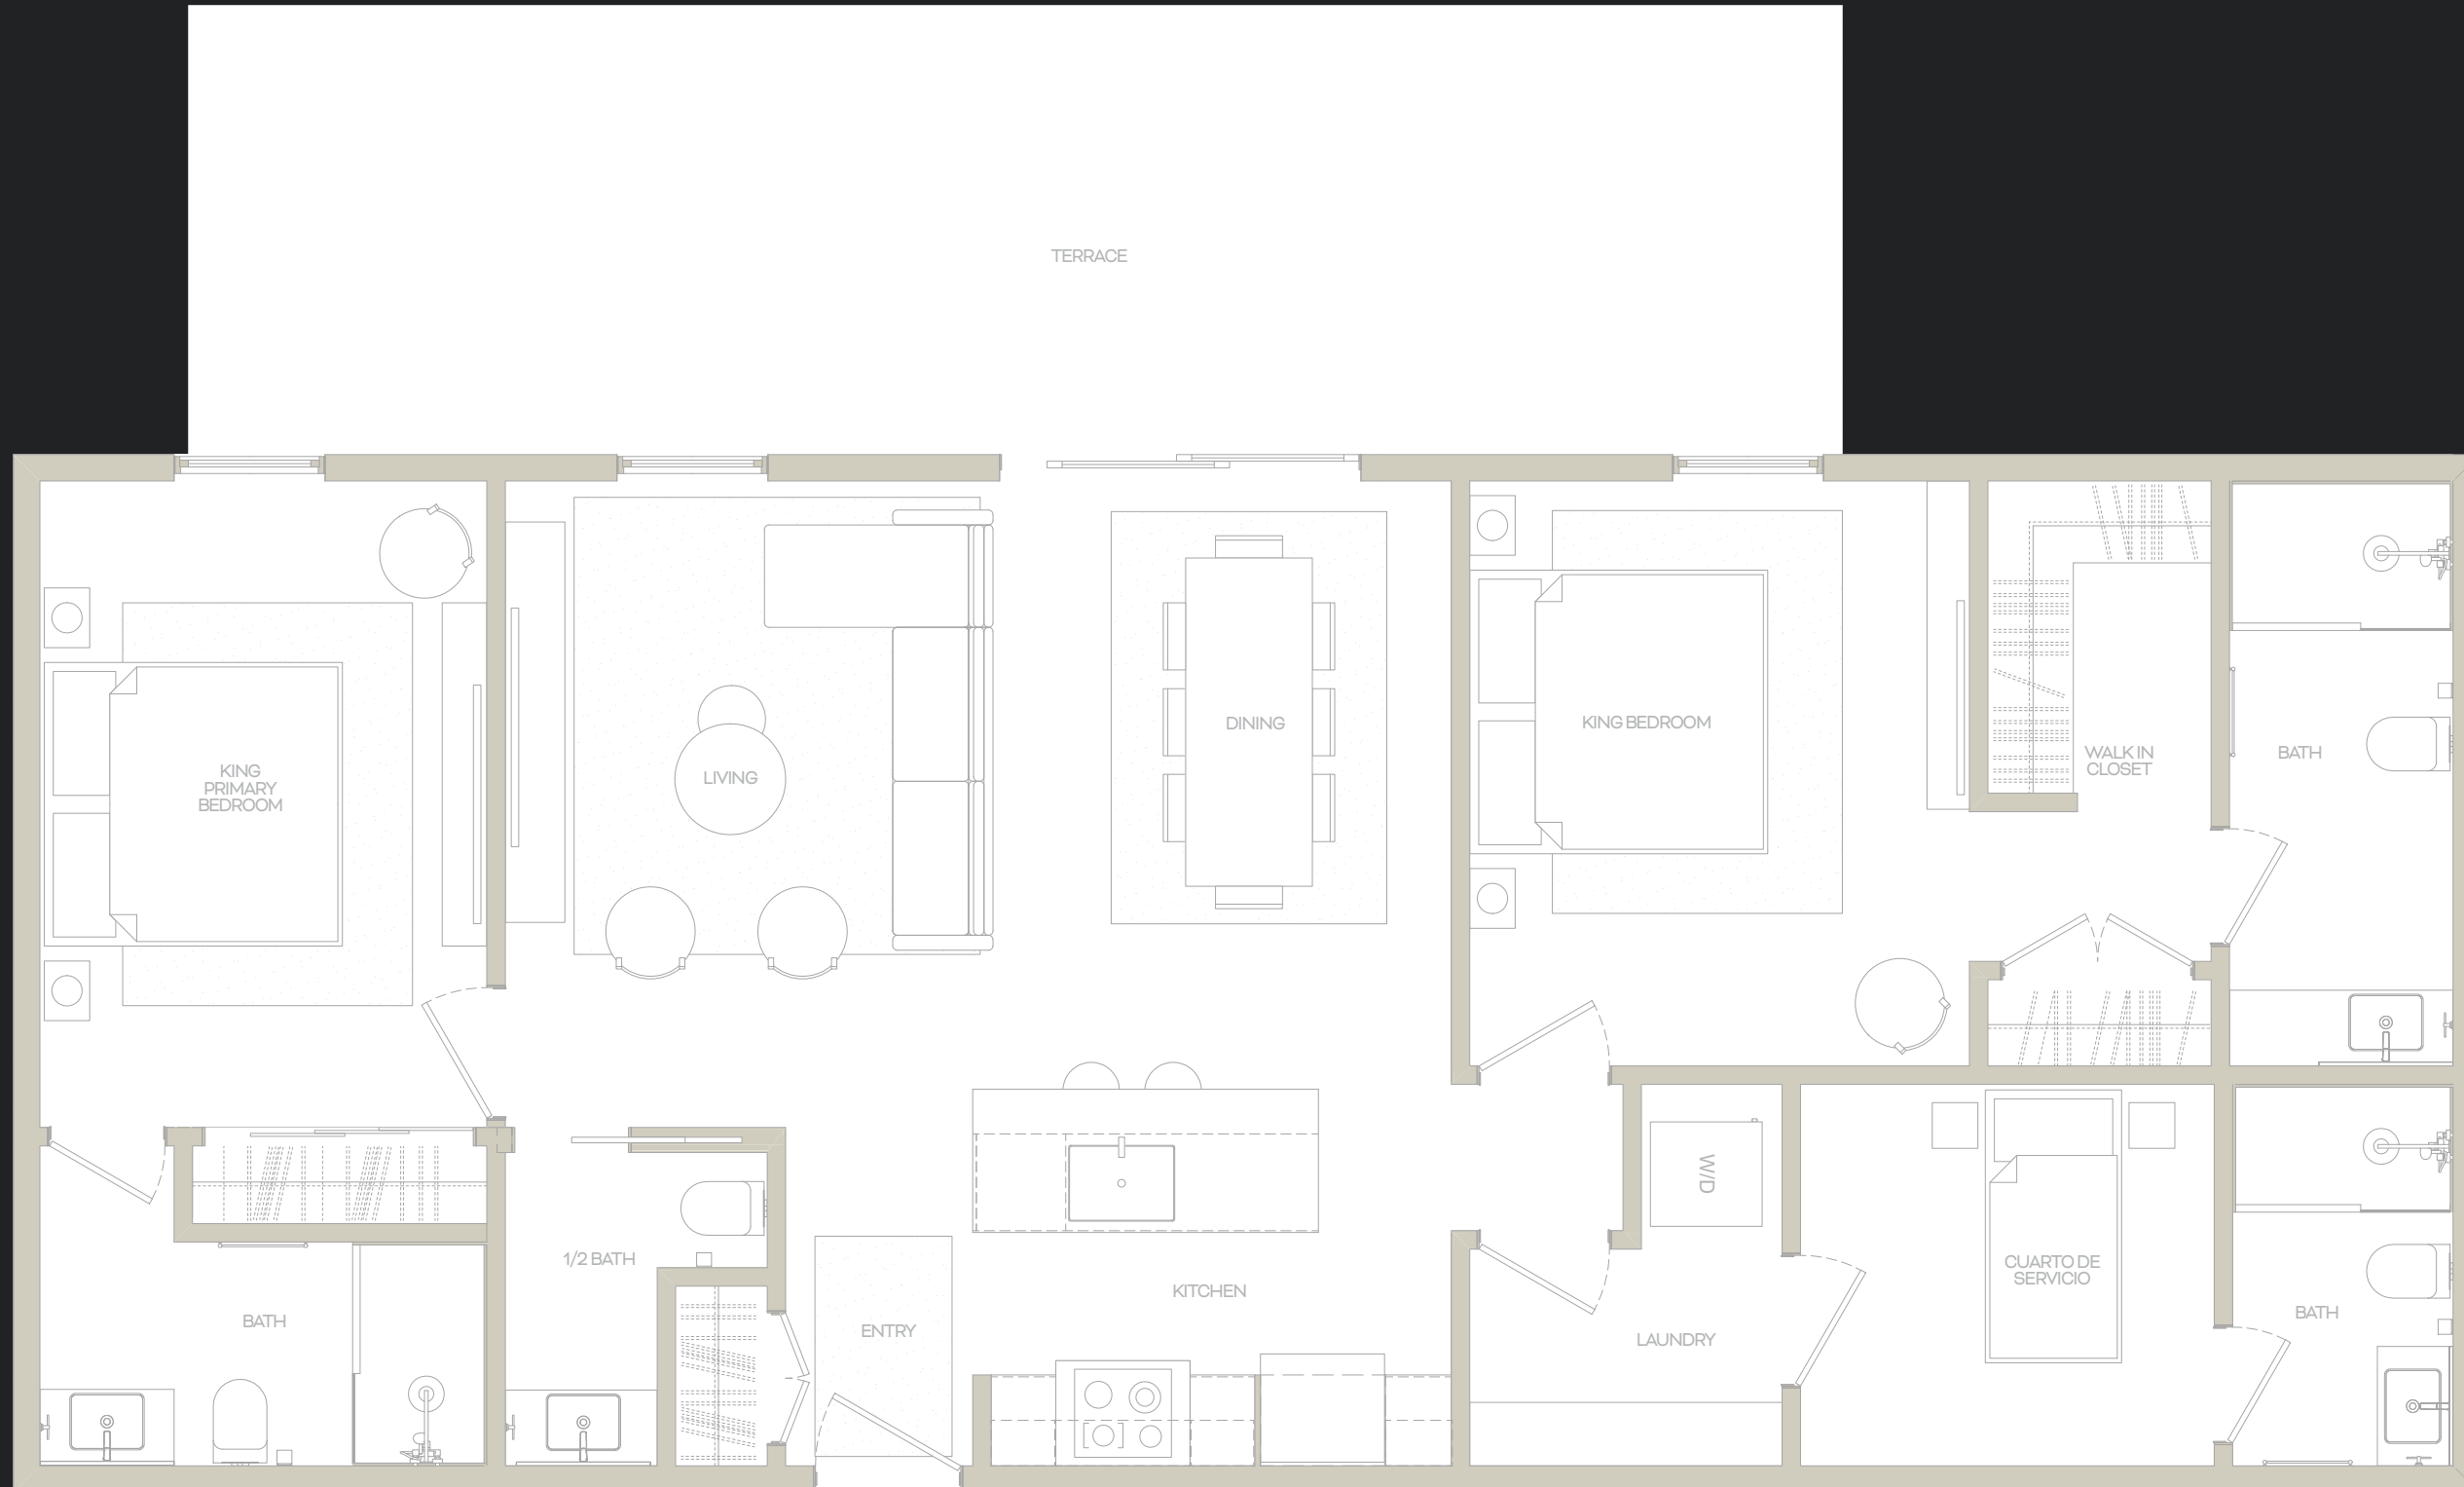 TERRACE
KING
PRIMARY
BEDROOM
LIVING
DINING
KING BEDROOM
WALK IN
CLOSET
BATH
BATH
1/2 BATH
ENTRY
KITCHEN
W/D
LAUNDRY
CUARTO DE
SERVICIO
BATH